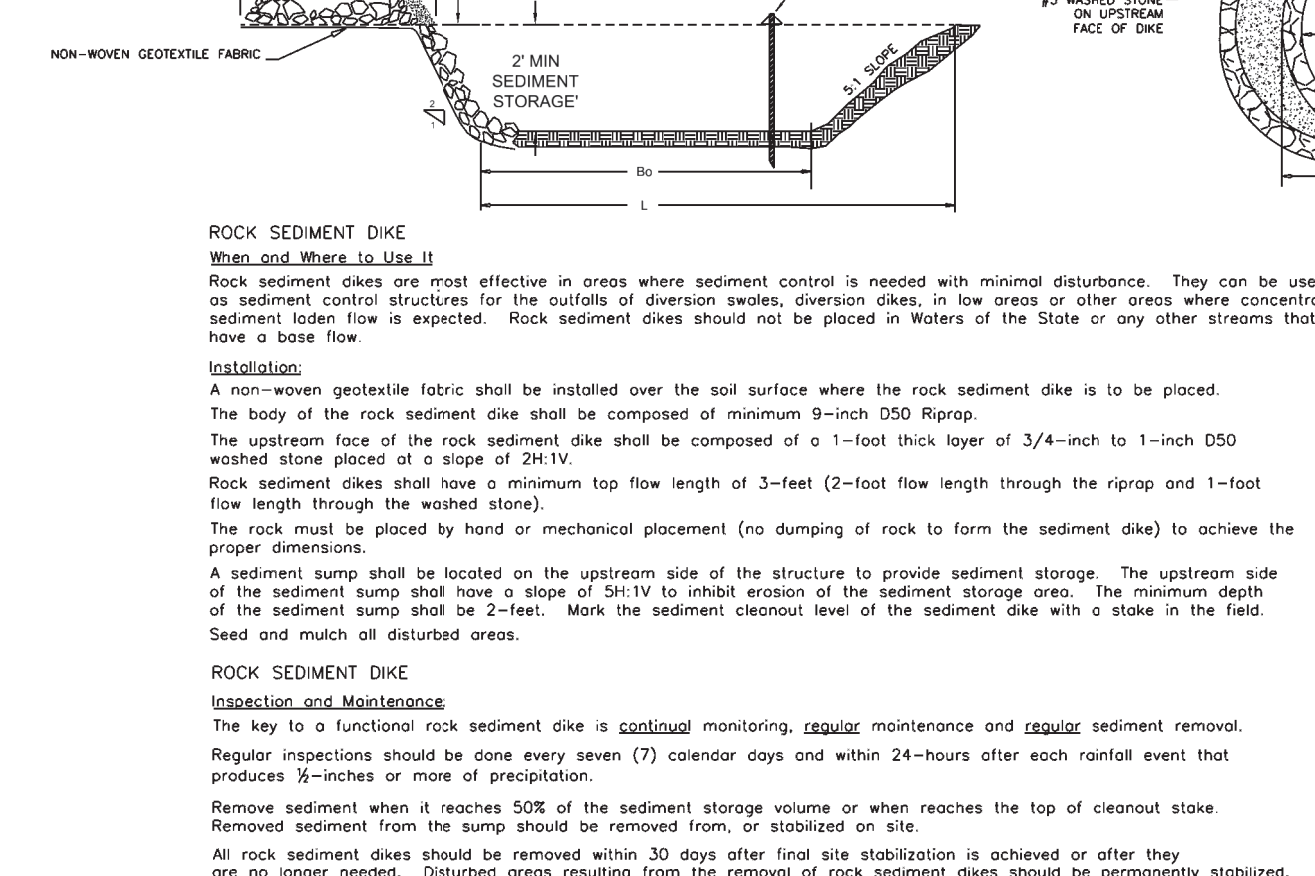 #5 WASHED STONE
ON UPSTREAM
FACE OF DIKE
NON-WOVEN GEOTEXTILE FABRIC
2' MIN
SEDIMENT
STORAGE'
5:1 SLOPE
2
1
Bo
L
ROCK SEDIMENT DIKE
When and Where to Use It
Rock sediment dikes are most effective in areas where sediment control is needed with minimal disturbance. They can be use
as sediment control structures for the outfalls of diversion swales, diversion dikes, in low areas or other areas where concentra
sediment laden flow is expected. Rock sediment dikes should not be placed in Waters of the State or any other streams that
have a base flow.
Installation:
A non-woven geotextile fabric shall be installed over the soil surface where the rock sediment dike is to be placed.
The body of the rock sediment dike shall be composed of minimum 9-inch D50 Riprap.
The upstream face of the rock sediment dike shall be composed of a 1-foot thick layer of 3/4-inch to 1-inch D50
washed stone placed at a slope of 2H:1V.
Rock sediment dikes shall have a minimum top flow length of 3-feet (2-foot flow length through the riprap and 1-foot
flow length through the washed stone).
The rock must be placed by hand or mechanical placement (no dumping of rock to form the sediment dike) to achieve the
proper dimensions.
A sediment sump shall be located on the upstream side of the structure to provide sediment storage. The upstream side
of the sediment sump shall have a slope of 5H:1V to inhibit erosion of the sediment storage area. The minimum depth
of the sediment sump shall be 2-feet. Mark the sediment cleanout level of the sediment dike with a stake in the field.
Seed and mulch all disturbed areas.
ROCK SEDIMENT DIKE
Inspection and Maintenance:
The key to a functional rock sediment dike is continual monitoring, regular maintenance and regular sediment removal.
Regular inspections should be done every seven (7) calendar days and within 24-hours after each rainfall event that
produces ½-inches or more of precipitation.
Remove sediment when it reaches 50% of the sediment storage volume or when reaches the top of cleanout stake.
Removed sediment from the sump should be removed from, or stabilized on site.
All rock sediment dikes should be removed within 30 days after final site stabilization is achieved or after they
are no longer needed. Disturbed areas resulting from the removal of rock sediment dikes should be permanently stabilized.